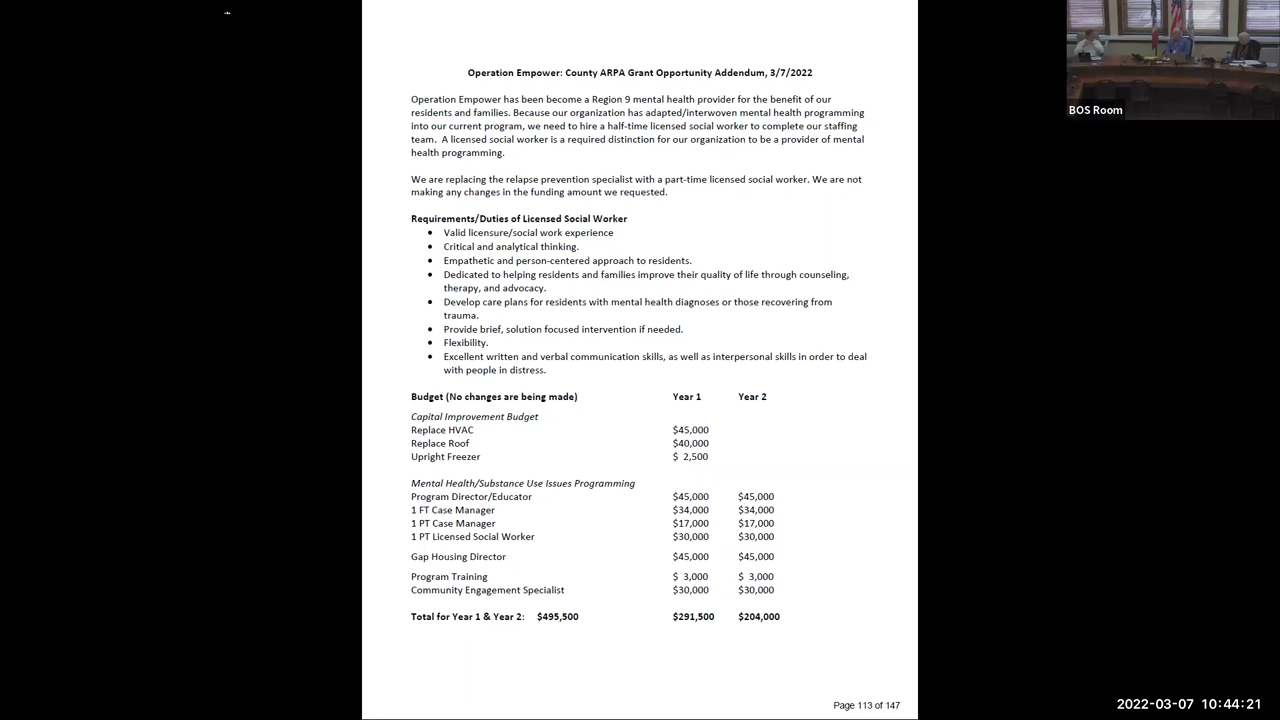 Operation Empower: County ARPA Grant Opportunity Addendum, 3/7/2022
Operation Empower has been become a Region 9 mental health provider for the benefit of our
residents and families. Because our organization has adapted/interwoven mental health programming
into our current program, we need to hire a half-time licensed social worker to complete our staffing
team. A licensed social worker is a required distinction for our organization to be a provider of mental
health programming.
We are replacing the relapse prevention specialist with a part-time licensed social worker. We are not
making any changes in the funding amount we requested.
Requirements/Duties of Licensed Social Worker
• Valid licensure/social work experience
• Critical and analytical thinking.
• Empathetic and person-centered approach to residents.
• Dedicated to helping residents and families improve their quality of life through counseling,
therapy, and advocacy.
• Develop care plans for residents with mental health diagnoses or those recovering from
trauma.
• Provide brief, solution focused intervention if needed.
• Flexibility.
• Excellent written and verbal communication skills, as well as interpersonal skills in order to deal
with people in distress.
Budget (No changes are being made) Year 1 Year 2
Capital Improvement Budget
Replace HVAC $45,000
Replace Roof $40,000
Upright Freezer $ 2,500
Mental Health/Substance Use Issues Programming
Program Director/Educator $45,000 $45,000
1 FT Case Manager $34,000 $34,000
1 PT Case Manager $17,000 $17,000
1 PT Licensed Social Worker $30,000 $30,000
Gap Housing Director $45,000 $45,000
Program Training $ 3,000 $ 3,000
Community Engagement Specialist $30,000 $30,000
Total for Year 1 & Year 2: $495,500 $291,500 $204,000
Page 113 of 147
BOS Room
2022-03-07 10:44:21